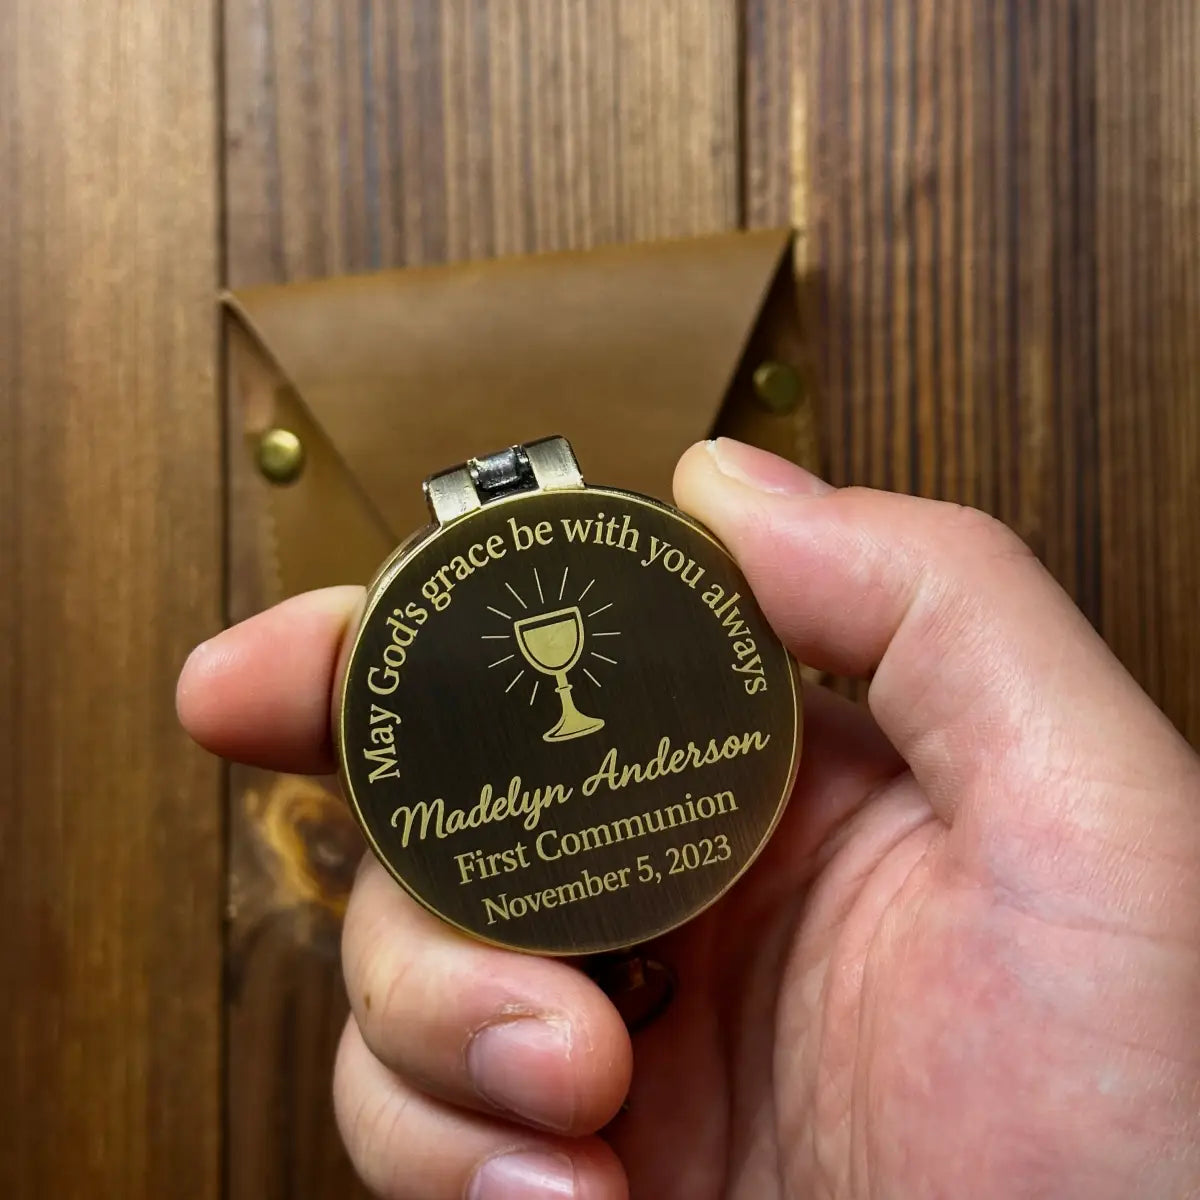 May God's grace be with you always
Madelyn Anderson
First Communion
November 5, 2023